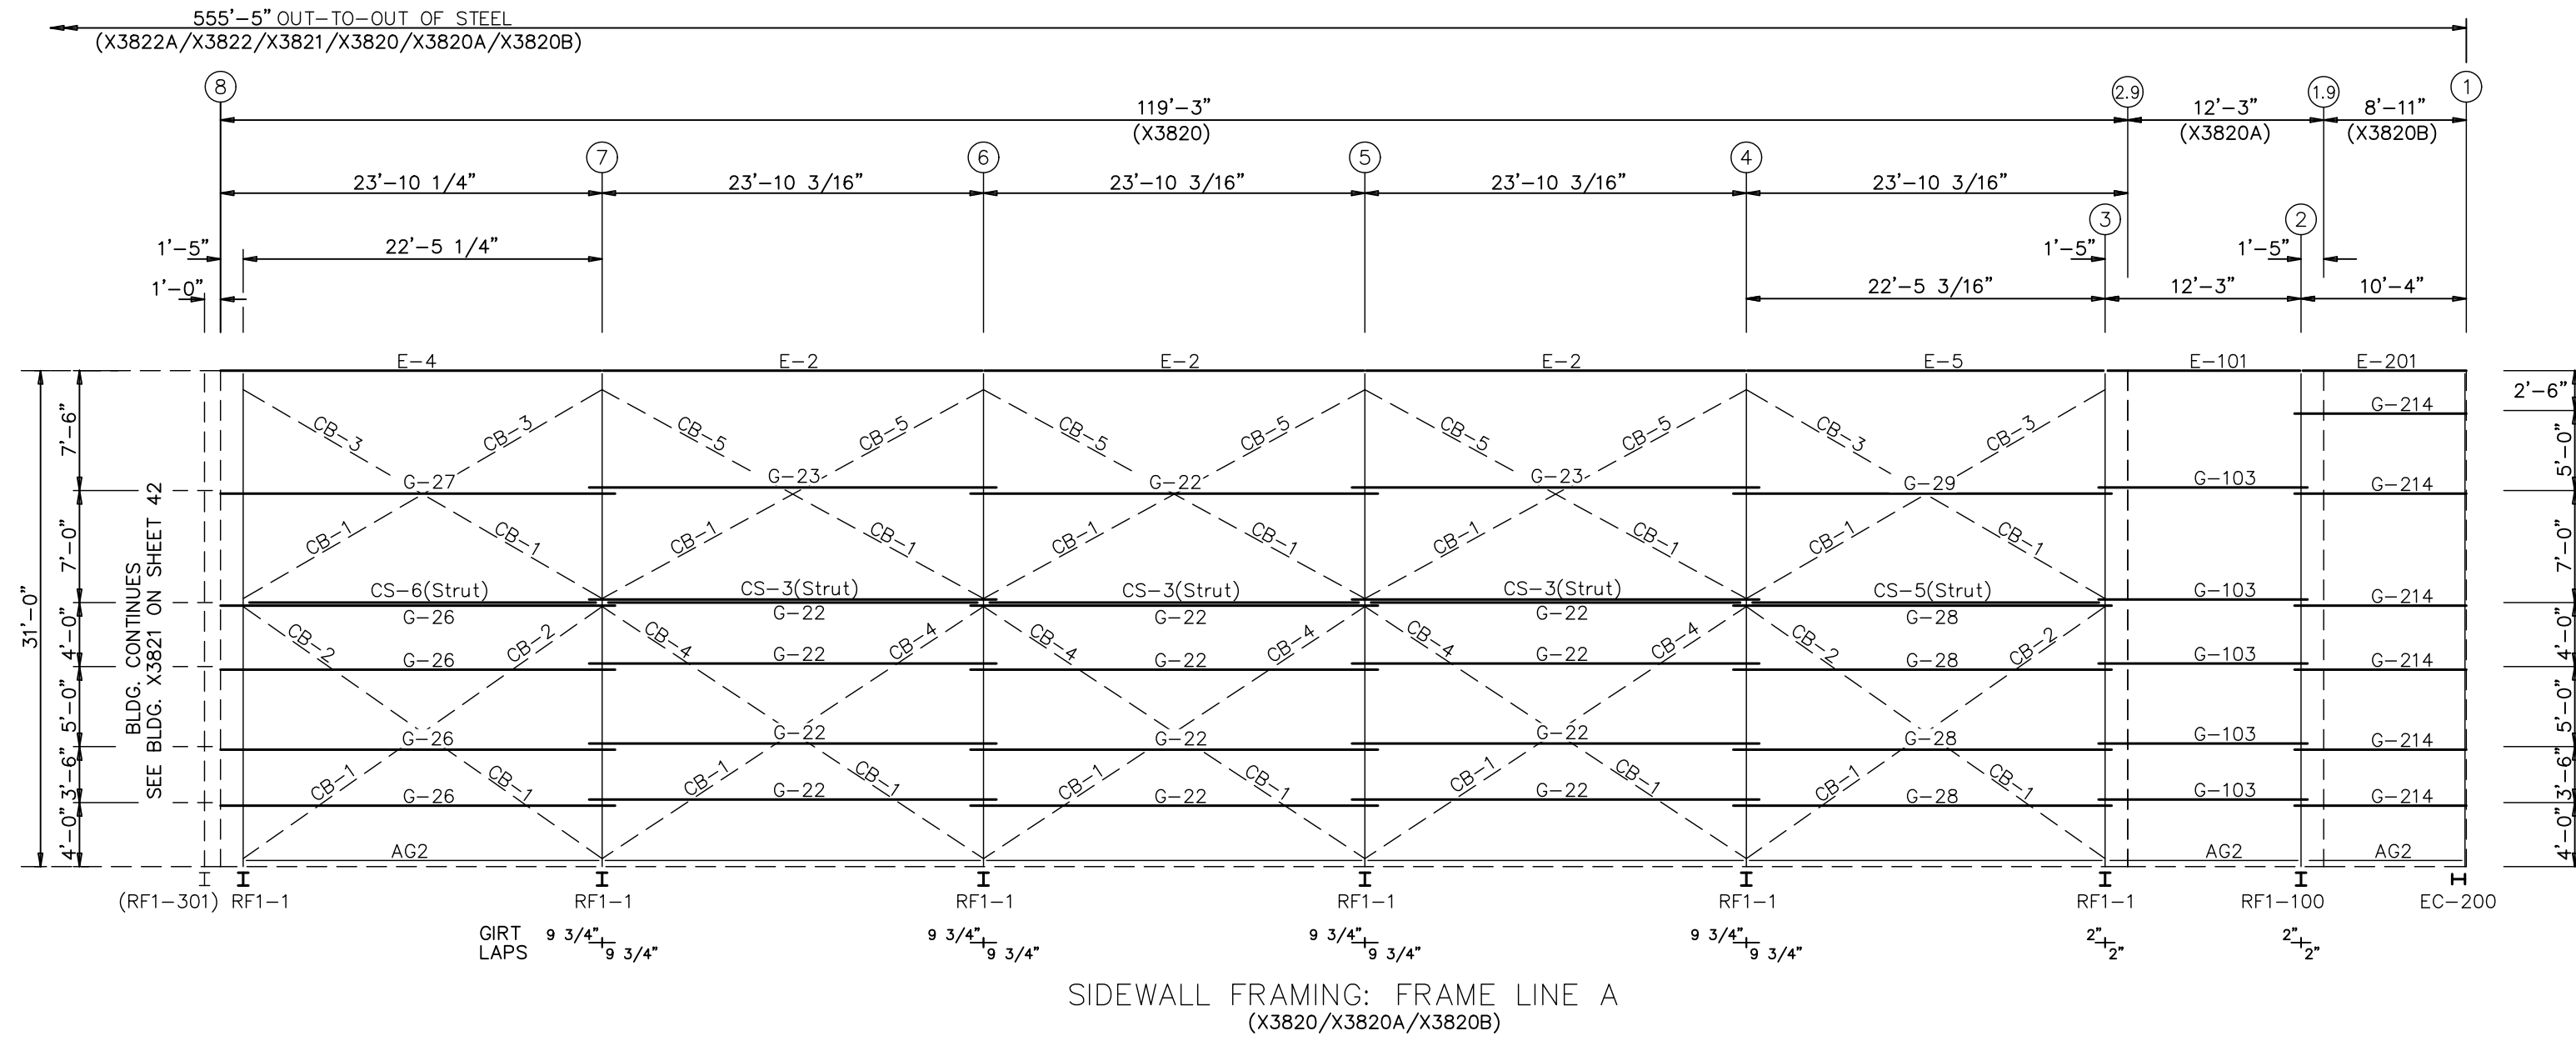 555'-5" OUT-TO-OUT OF STEEL
(X3822A/X3822/X3821/X3820/X3820A/X3820B)
8 2.9 1.9 1
119'-3" 12'-3" 8'-11"
(X3820) (X3820A) (X3820B)
7 6 5 4
23'-10 1/4" 23'-10 3/16" 23'-10 3/16" 23'-10 3/16" 23'-10 3/16"
3 2
1'-5" 22'-5 1/4" 1'-5" 1'-5"
1'-0" 22'-5 3/16" 12'-3" 10'-4"
E-4 E-2 E-2 E-2 E-5 E-101 E-201
2'-6"
G-214
7'-6" CB-3 CB-3 CB-5 CB-5 CB-5 CB-5 CB-5 CB-5 CB-3 CB-3 5'-0"
G-27 G-23 G-22 G-23 G-29 G-103 G-214
7'-0" CB-1 CB-1 CB-1 CB-1 CB-1 CB-1 CB-1 CB-1 CB-1 CB-1 7'-0"
CS-6(Strut) CS-3(Strut) CS-3(Strut) CS-3(Strut) CS-5(Strut) G-103 G-214
G-26 G-22 G-22 G-22 G-28
31'-0"
BLDG. CONTINUES
SEE BLDG. X3821 ON SHEET 42
4'-0" CB-2 CB-2 CB-4 CB-4 CB-4 CB-4 CB-4 CB-4 CB-2 CB-2 4'-0"
G-26 G-22 G-22 G-22 G-28 G-103 G-214
5'-0" 5'-0"
G-26 G-22 G-22 G-22 G-28 G-103 G-214
3'-6" CB-1 CB-1 CB-1 CB-1 CB-1 CB-1 CB-1 CB-1 CB-1 CB-1 3'-6"
G-26 G-22 G-22 G-22 G-28 G-103 G-214
4'-0" 4'-0"
AG2 AG2 AG2
(RF1-301) RF1-1 RF1-1 RF1-1 RF1-1 RF1-1 RF1-1 RF1-100 EC-200
GIRT 9 3/4" 9 3/4" 9 3/4" 9 3/4" 2" 2"
LAPS 9 3/4" 9 3/4" 9 3/4" 9 3/4" 2" 2"
SIDEWALL FRAMING: FRAME LINE A
(X3820/X3820A/X3820B)